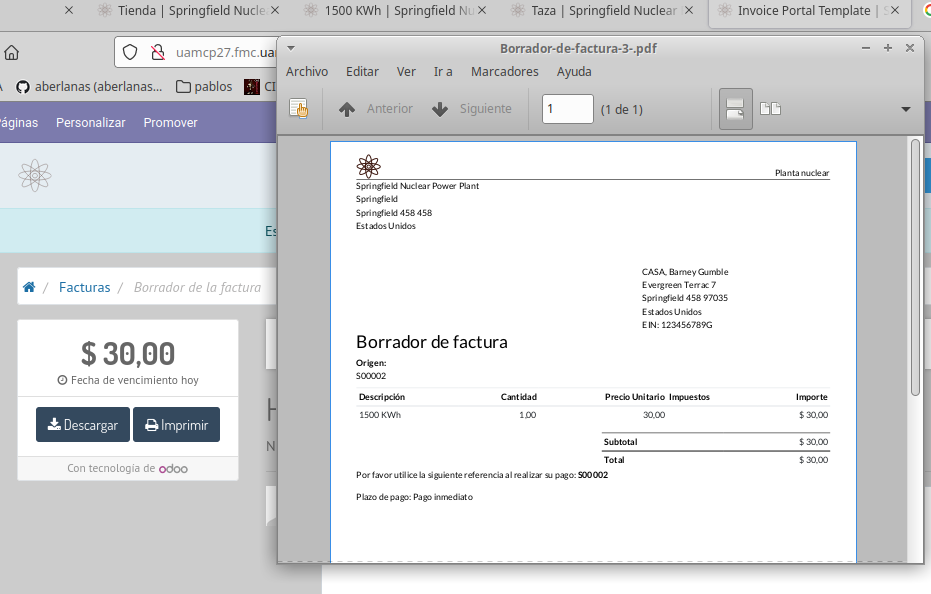 Tienda | Springfield Nucle
1500 KWh | Springfield Nu
Taza | Springfield Nuclear
Invoice Portal Template |
uamcp27.fmc.ua
Borrador-de-factura-3-.pdf
Archivo Editar Ver Ir a Marcadores Ayuda
aberlanas (aberlanas... pablos CI
Páginas Personalizar Promover
Anterior Siguiente 1 (1 de 1)
Planta nuclear
Springfield Nuclear Power Plant
Springfield
Springfield 458 458
Estados Unidos
Es
CASA, Barney Gumble
Evergreen Terrac 7
Springfield 458 97035
Estados Unidos
EIN: 123456789G
/ Facturas / Borrador de la factura
$ 30,00
Fecha de vencimiento hoy
Descargar Imprimir
Con tecnología de odoo
Borrador de factura
Origen:
S00002
Descripción Cantidad Precio Unitario Impuestos Importe
1500 KWh 1,00 30,00 $ 30,00
Subtotal $ 30,00
Total $ 30,00
Por favor utilice la siguiente referencia al realizar su pago: S00002
Plazo de pago: Pago inmediato